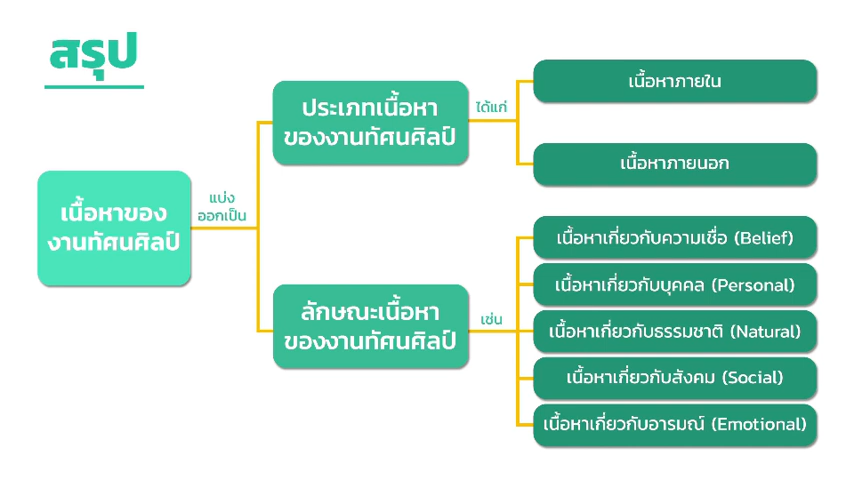 สรุป
เนื้อหาของ
งานทัศนศิลป์
แบ่ง
ออกเป็น
ประเภทเนื้อหา
ของงานทัศนศิลป์
ได้แก่
เนื้อหาภายใน
เนื้อหาภายนอก
ลักษณะเนื้อหา
ของงานทัศนศิลป์
เช่น
เนื้อหาเกี่ยวกับความเชื่อ (Belief)
เนื้อหาเกี่ยวกับบุคคล (Personal)
เนื้อหาเกี่ยวกับธรรมชาติ (Natural)
เนื้อหาเกี่ยวกับสังคม (Social)
เนื้อหาเกี่ยวกับอารมณ์ (Emotional)